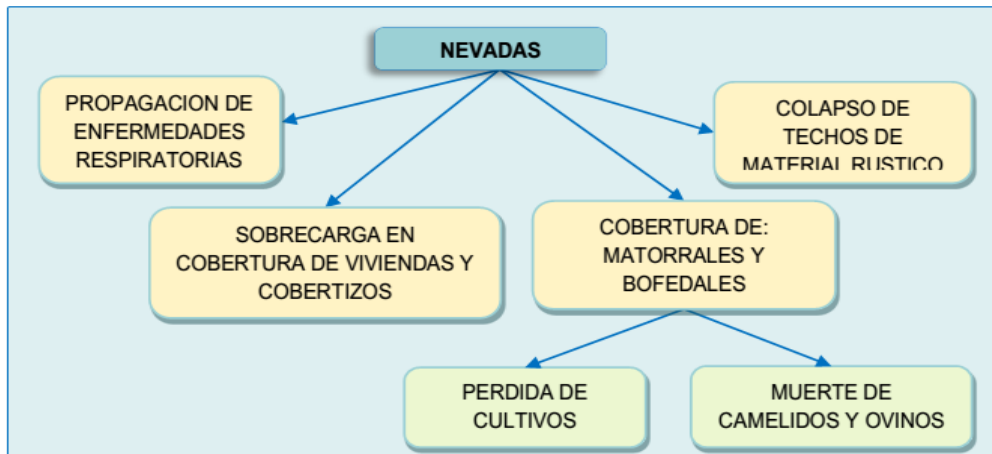 NEVADAS
PROPAGACION DE
ENFERMEDADES
RESPIRATORIAS
COLAPSO DE
TECHOS DE
MATERIAL RUSTICO
SOBRECARGA EN
COBERTURA DE VIVIENDAS Y
COBERTIZOS
COBERTURA DE:
MATORRALES Y
BOFEDALES
PERDIDA DE
CULTIVOS
MUERTE DE
CAMELIDOS Y OVINOS